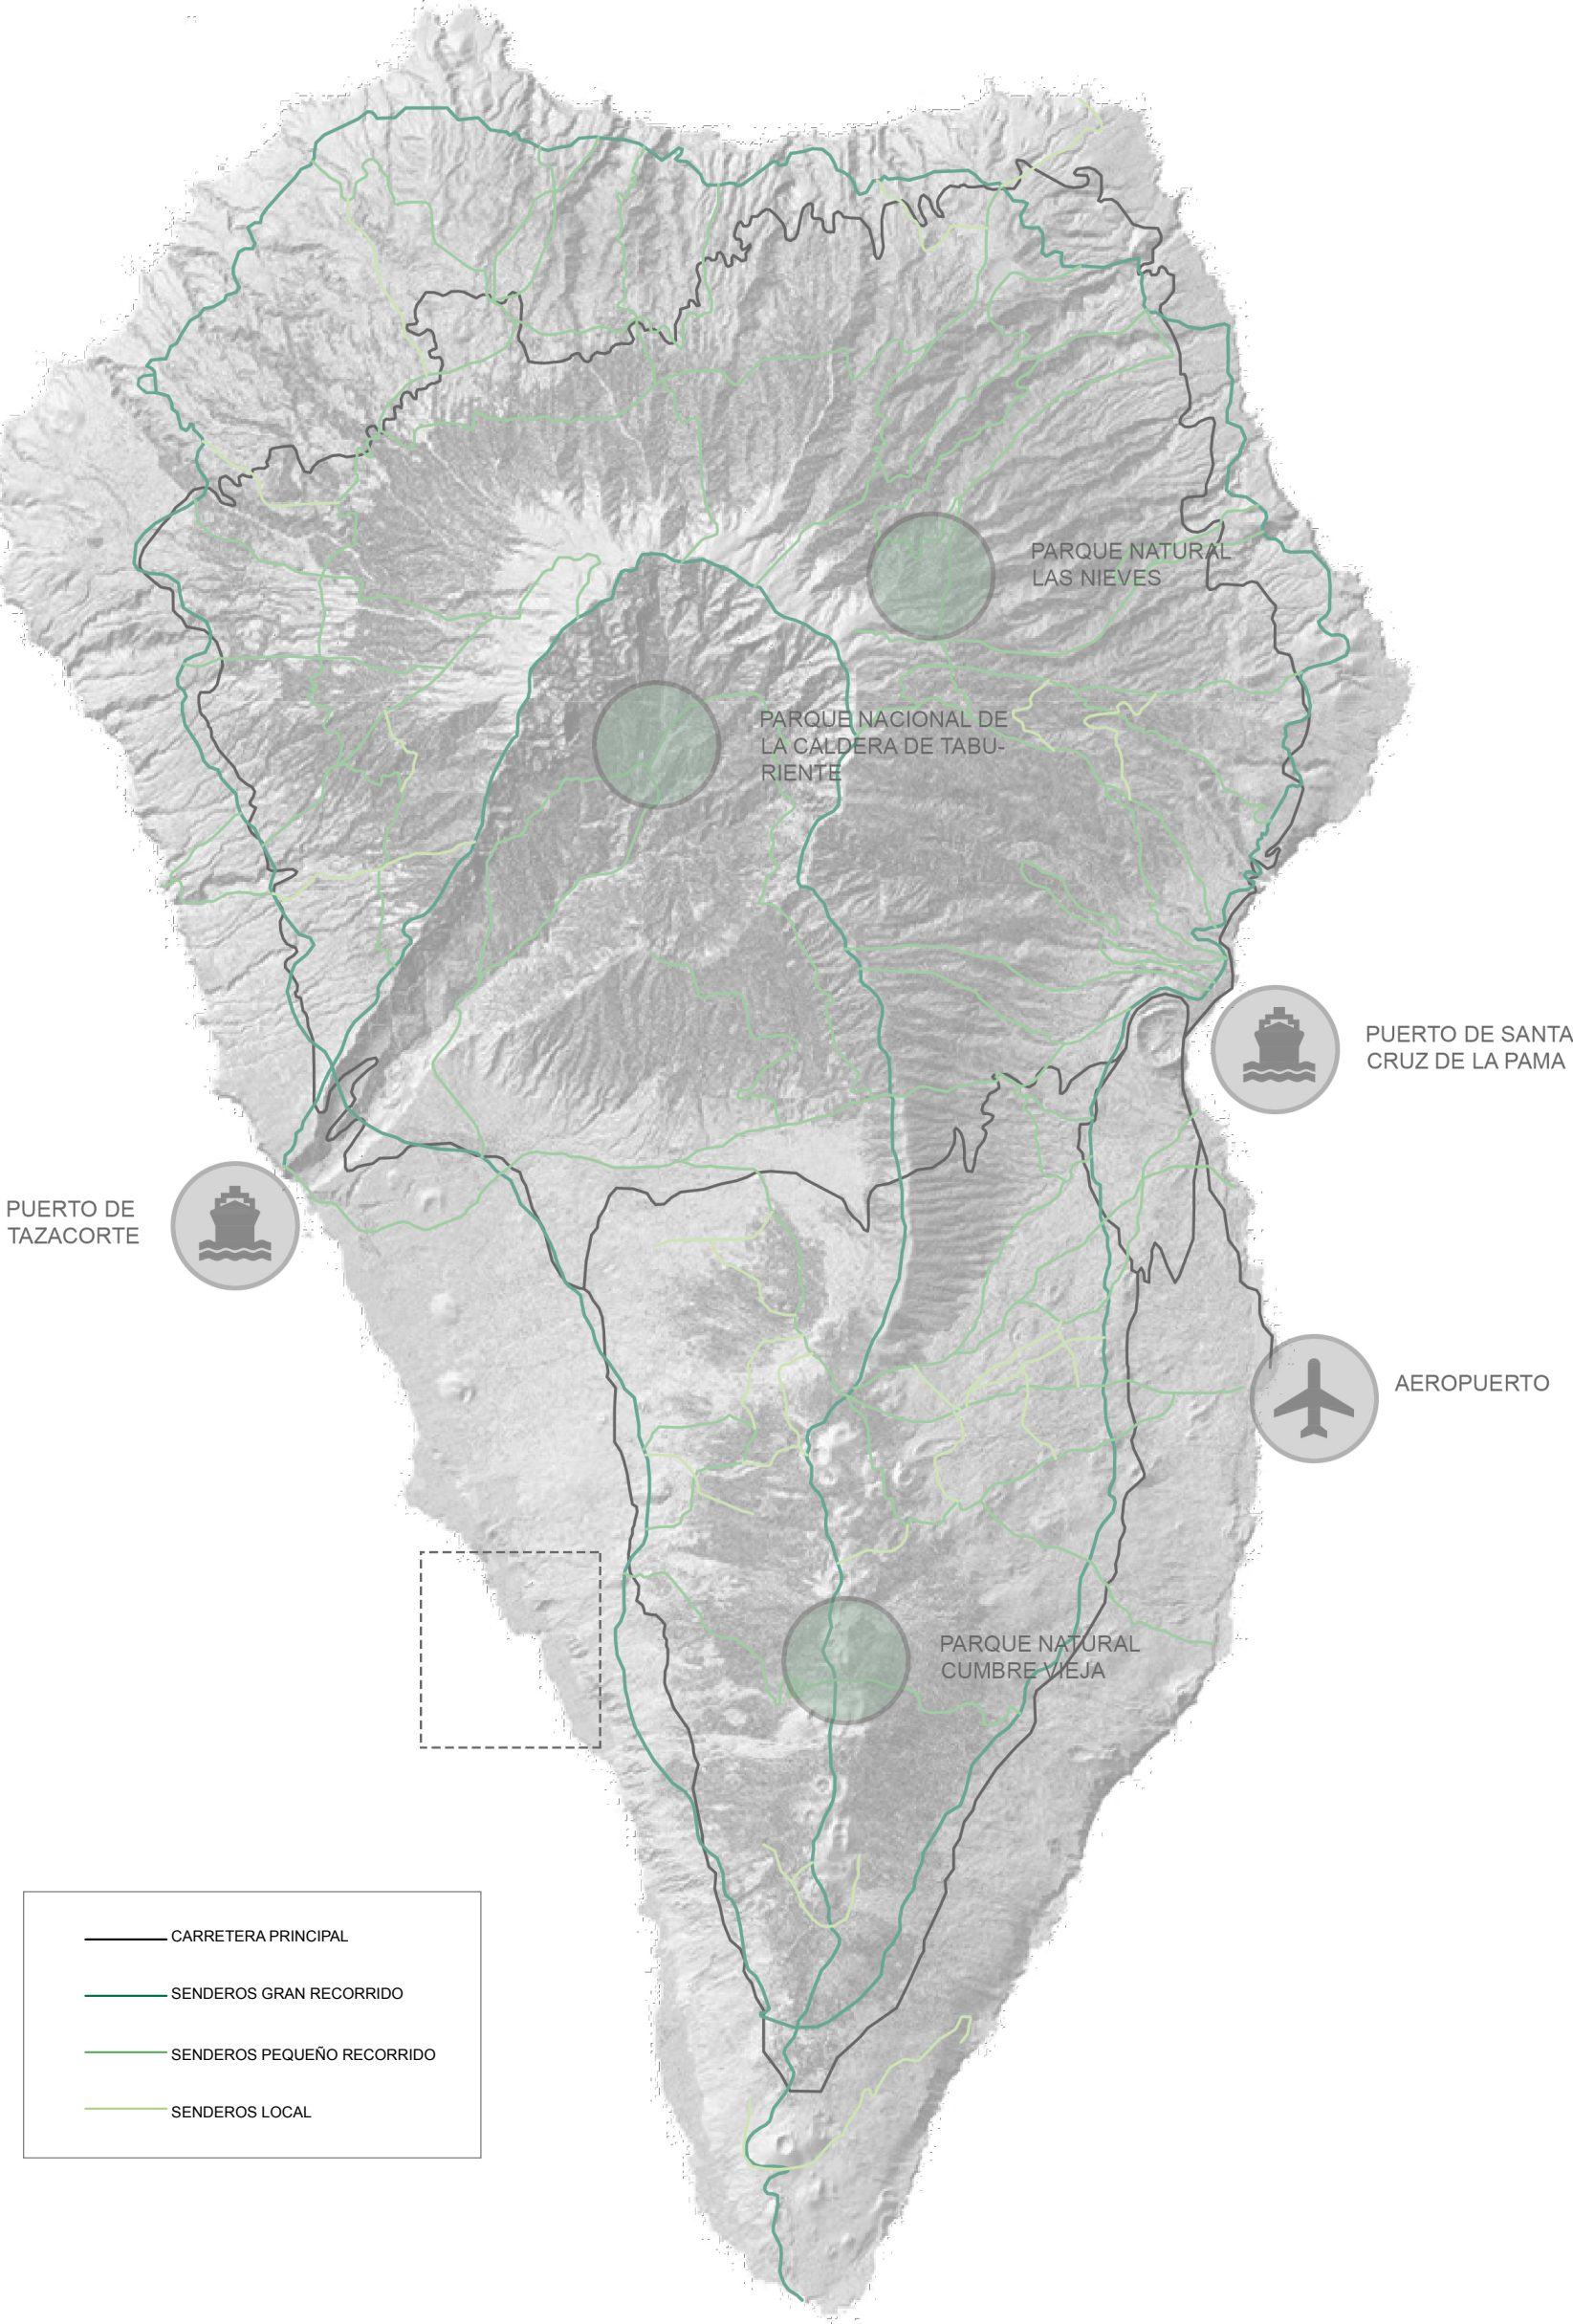 PARQUE NATURAL
LAS NIEVES
PARQUE NACIONAL DE
LA CALDERA DE TABU-
RIENTE
PUERTO DE SANTA
CRUZ DE LA PAMA
PUERTO DE
TAZACORTE
AEROPUERTO
PARQUE NATURAL
CUMBRE VIEJA
CARRETERA PRINCIPAL
SENDEROS GRAN RECORRIDO
SENDEROS PEQUEÑO RECORRIDO
SENDEROS LOCAL